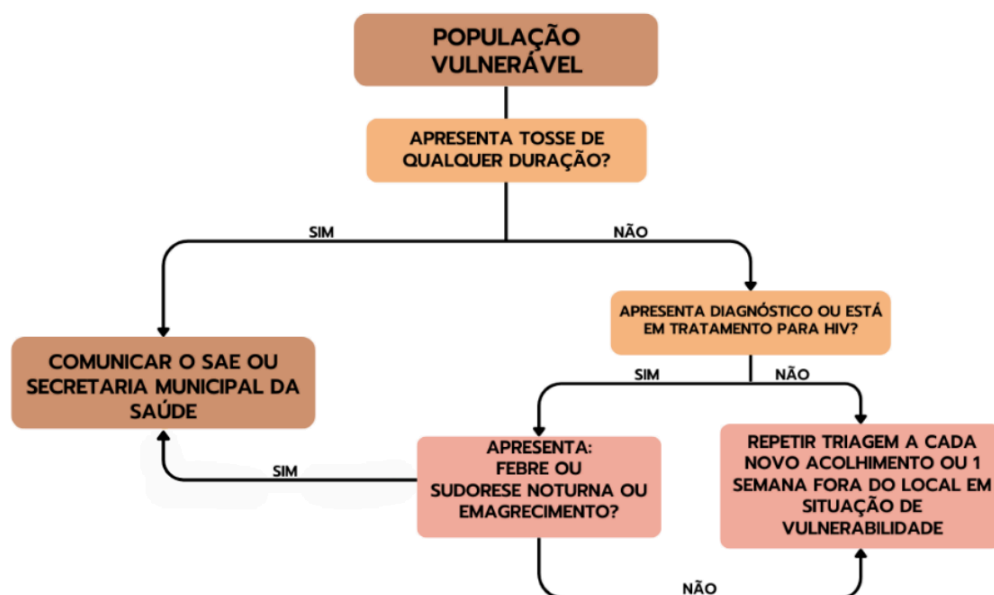 POPULAÇÃO
VULNERÁVEL
APRESENTA TOSSE DE
QUALQUER DURAÇÃO?
SIM
NÃO
APRESENTA DIAGNÓSTICO OU ESTÁ
EM TRATAMENTO PARA HIV?
COMUNICAR O SAE OU
SECRETARIA MUNICIPAL DA
SAÚDE
SIM
NÃO
APRESENTA:
FEBRE OU
SUDORESE NOTURNA OU
EMAGRECIMENTO?
REPETIR TRIAGEM A CADA
NOVO ACOLHIMENTO OU 1
SEMANA FORA DO LOCAL EM
SITUAÇÃO DE
VULNERABILIDADE
SIM
NÃO